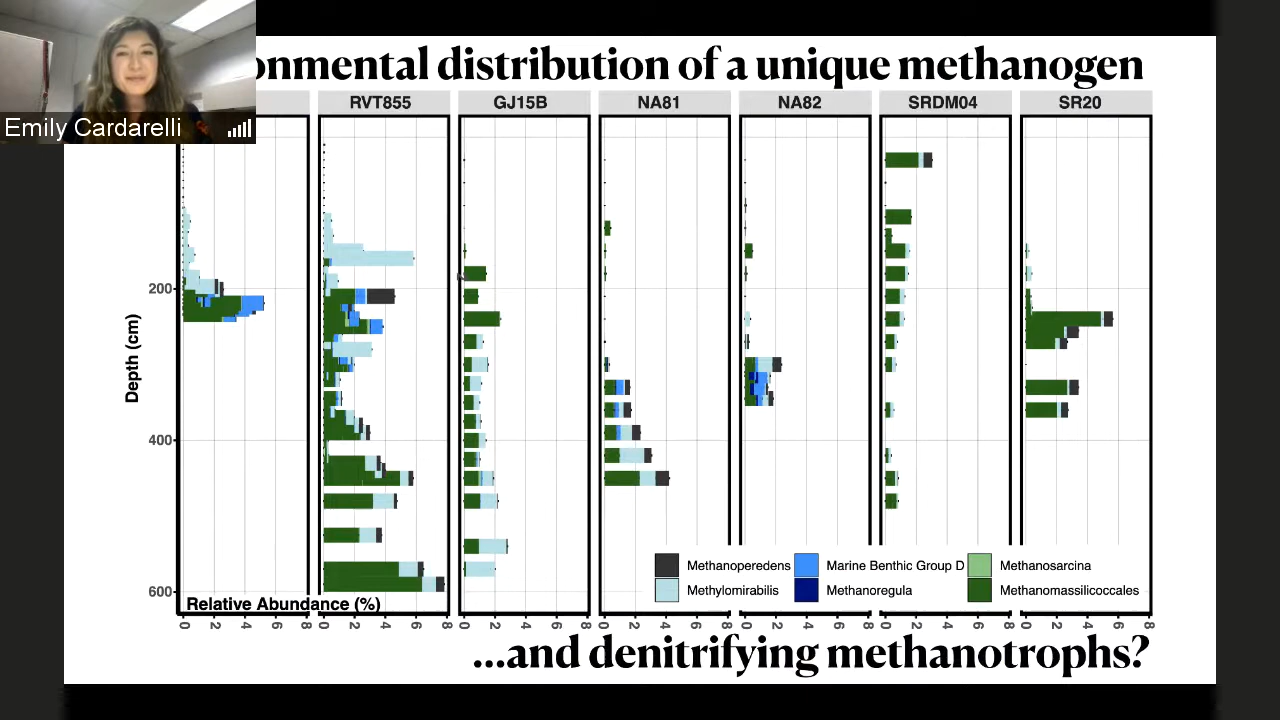 onmental distribution of a unique methanogen
Emily Cardarelli
RVT855
GJ15B
NA81
NA82
SRDM04
SR20
Depth (cm)
200
400
600
Methanoperedens
Marine Benthic Group D
Methanosarcina
Methylomirabilis
Methanoregula
Methanomassilicoccales
Relative Abundance (%)
0 2 4 6 8
0 2 4 6 8
0 2 4 6 8
0 2 4 6 8
0 2 4 6 8
0 2 4 6 8
0 2 4 6 8
...and denitrifying methanotrophs?